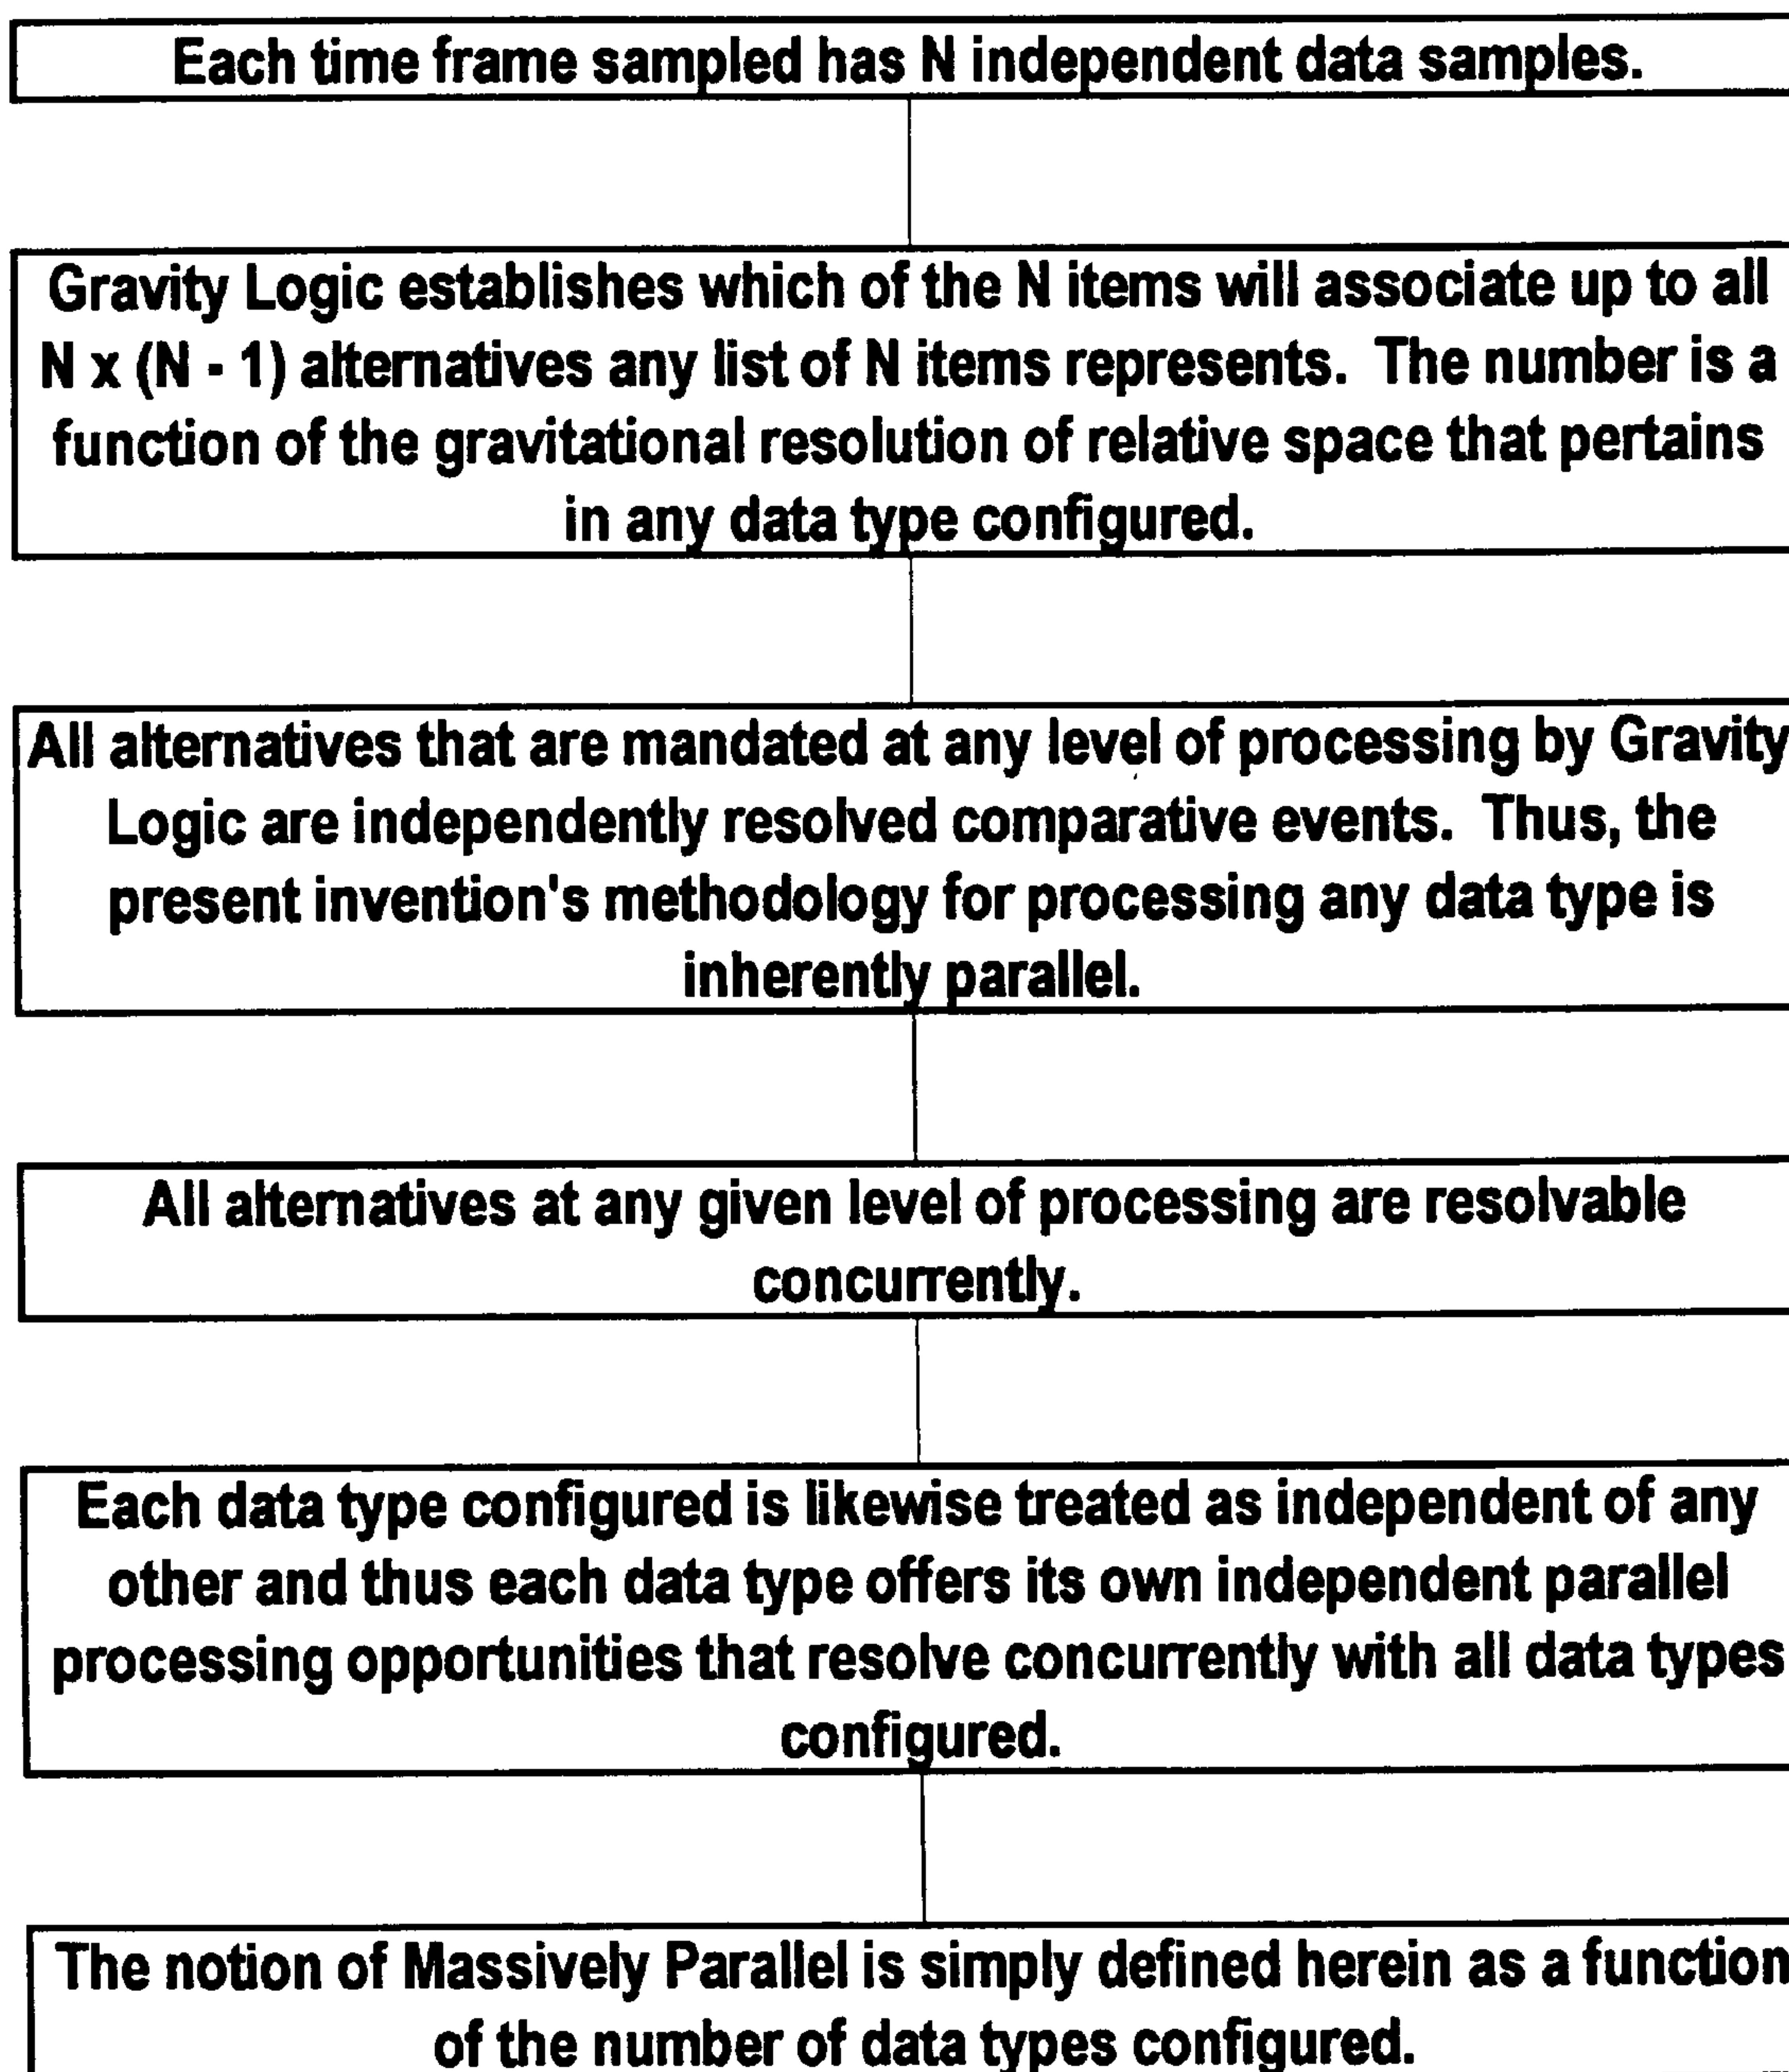 Each time frame sampled has N independent data samples.
Gravity Logic establishes which of the N items will associate up to all
N x (N - 1) alternatives any list of N items represents. The number is a
function of the gravitational resolution of relative space that pertains
in any data type configured.
All alternatives that are mandated at any level of processing by Gravity
Logic are independently resolved comparative events. Thus, the
present invention's methodology for processing any data type is
inherently parallel.
All alternatives at any given level of processing are resolvable
concurrently.
Each data type configured is likewise treated as independent of any
other and thus each data type offers its own independent parallel
processing opportunities that resolve concurrently with all data types
configured.
The notion of Massively Parallel is simply defined herein as a function
of the number of data types configured.